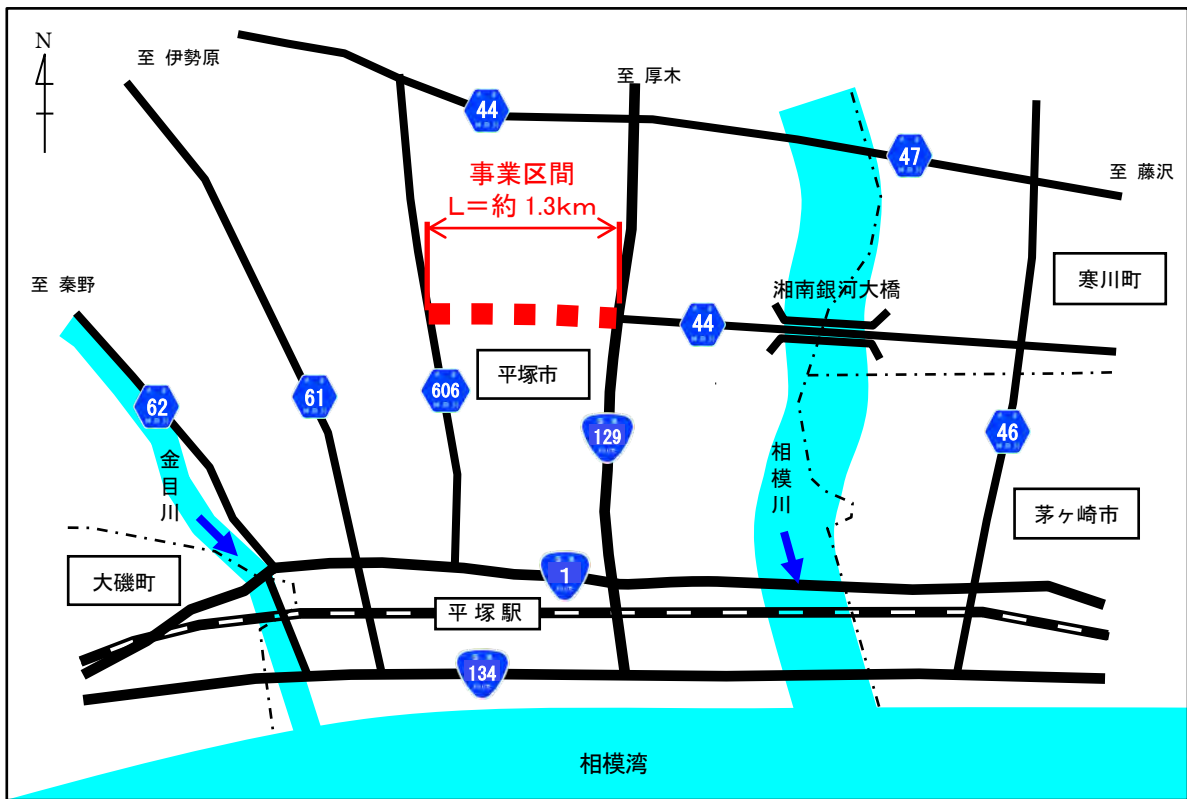 N
至 伊勢原
至 厚木
44
47
至 藤沢
事業区間
L=約 1.3km
至 秦野
寒川町
湘南銀河大橋
44
平塚市
62
61
606
129
46
金目川
相模川
茅ヶ崎市
大磯町
1
平塚駅
134
相模湾